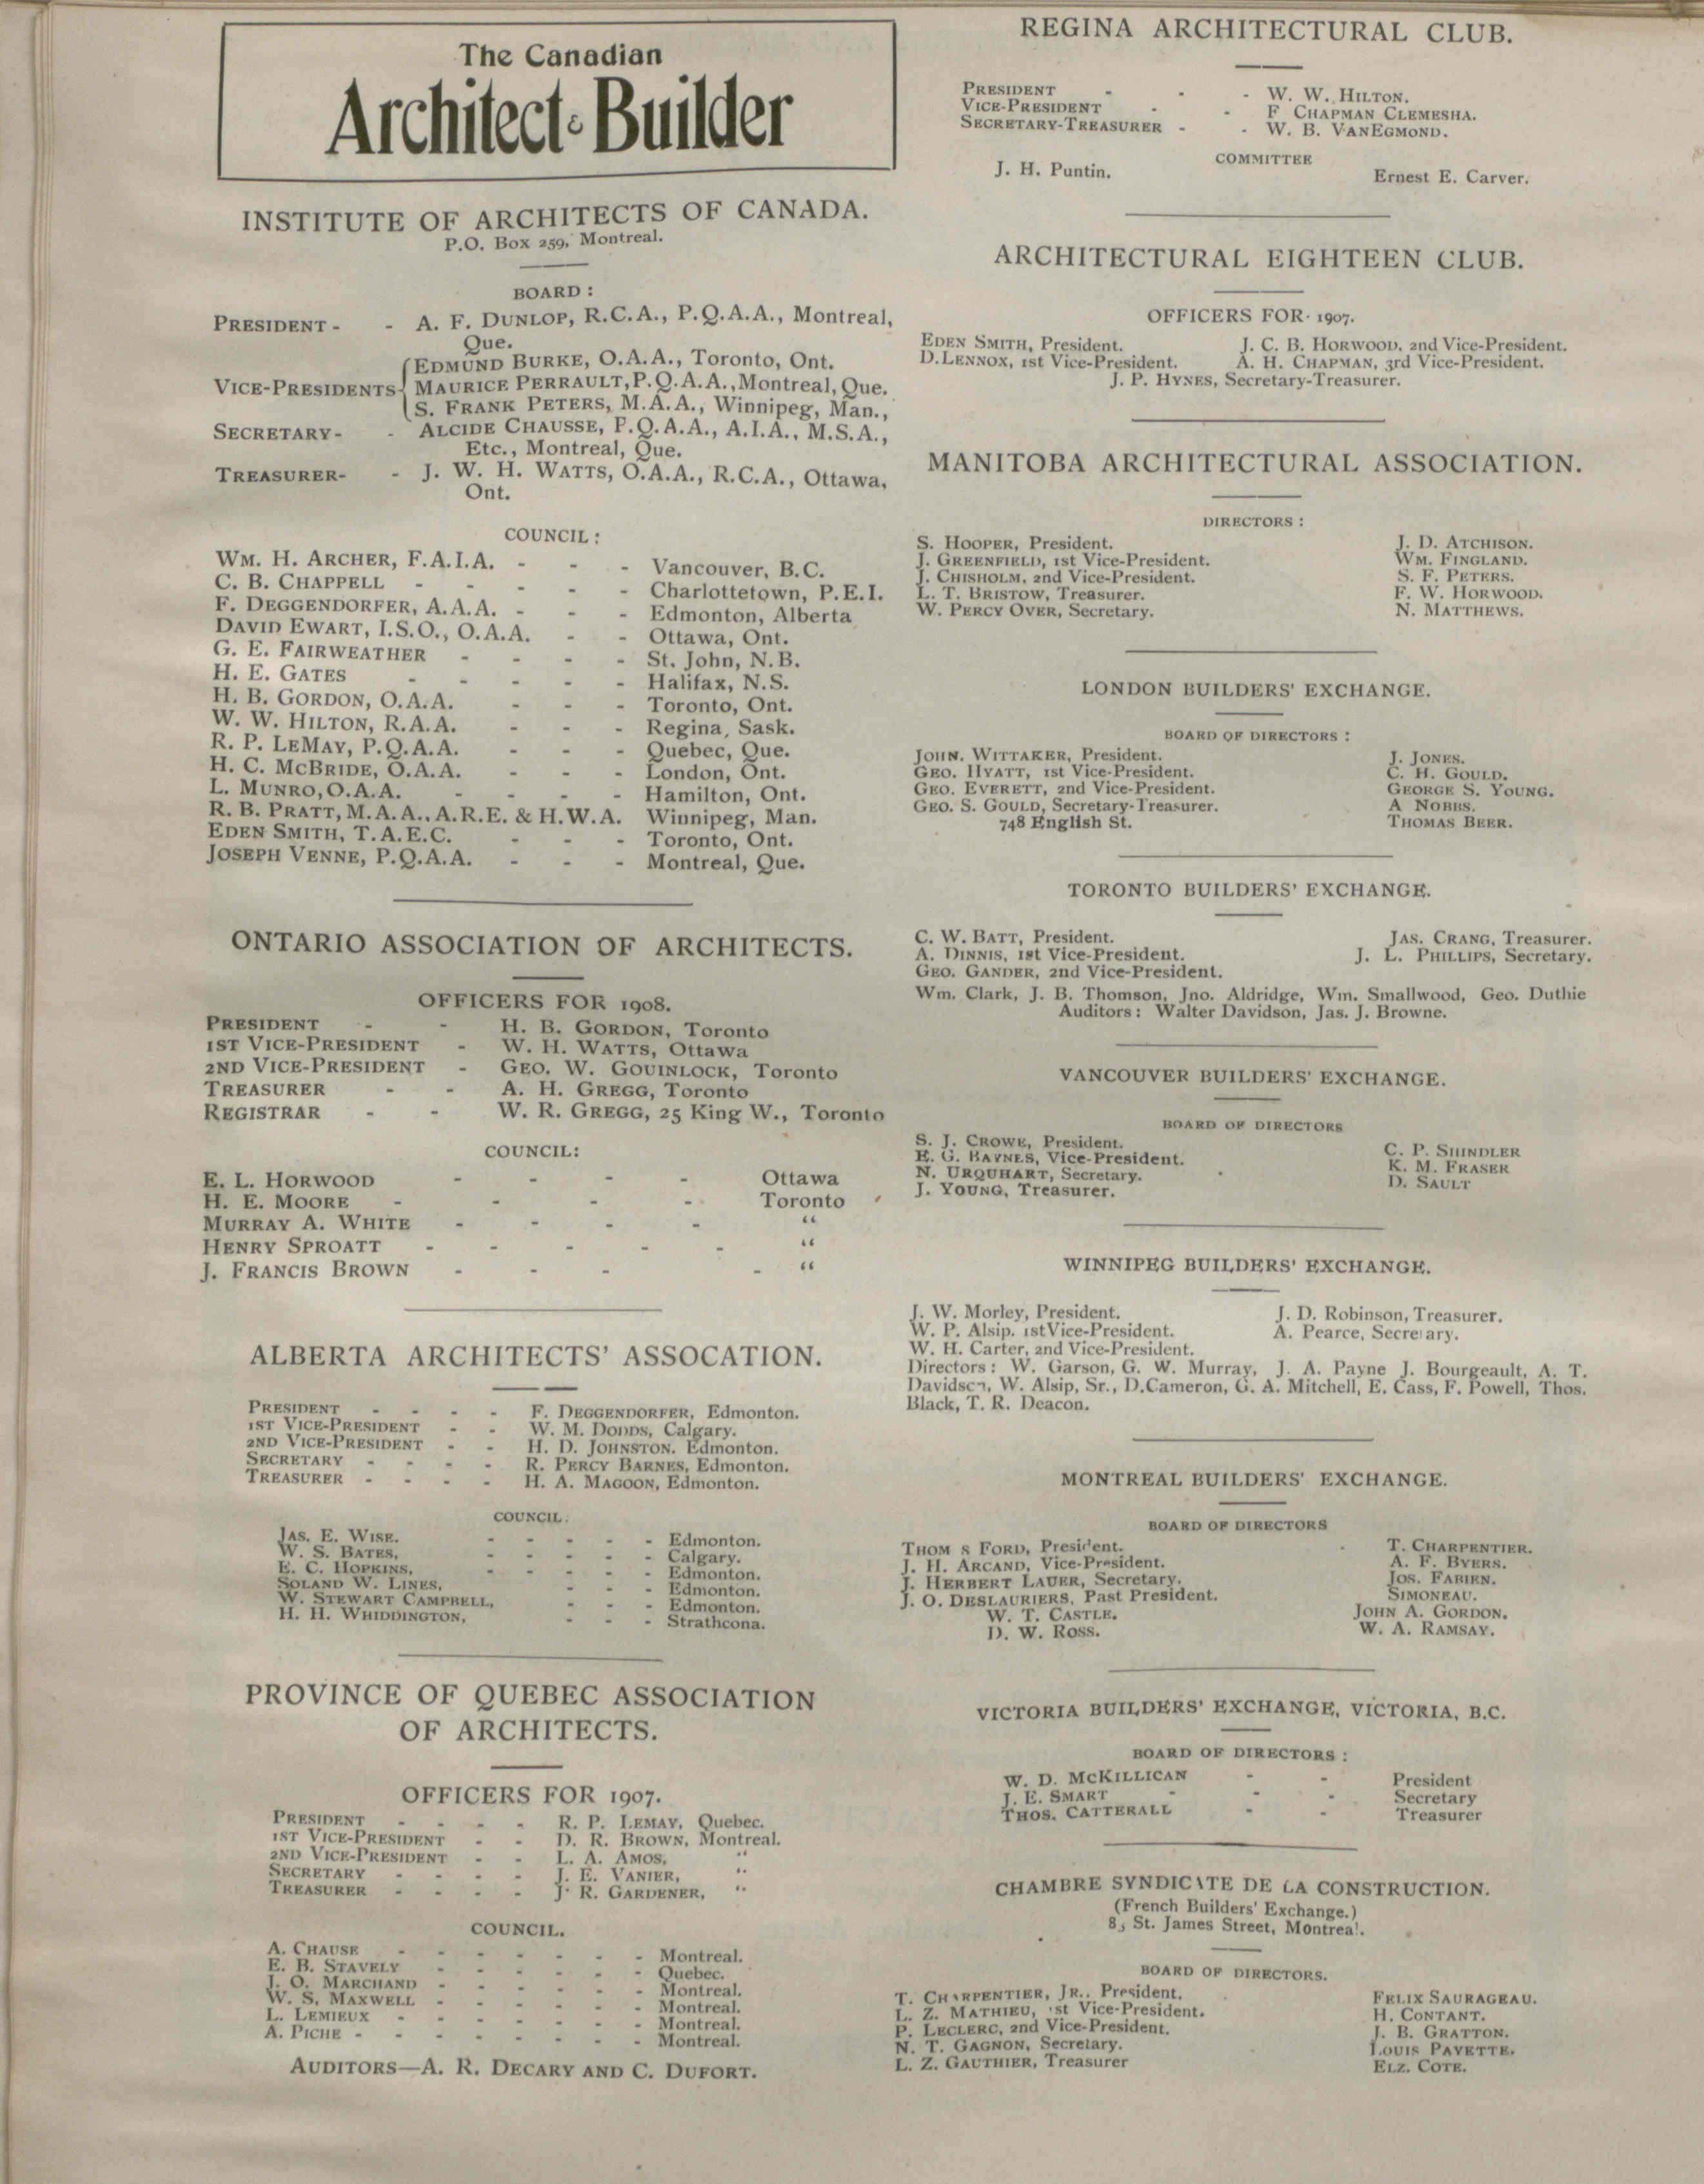 The Canadian
Architect & Builder
INSTITUTE OF ARCHITECTS OF CANADA.
P.O. Box 259, Montreal.
BOARD :
PRESIDENT - - A. F. DUNLOP, R.C.A., P.Q.A.A., Montreal,
Que.
EDMUND BURKE, O.A.A., Toronto, Ont.
VICE-PRESIDENTS MAURICE PERRAULT, P.Q.A.A., Montreal, Que.
S. FRANK PETERS, M.A.A., Winnipeg, Man.,
SECRETARY- - ALCIDE CHAUSSE, P.Q.A.A., A.I.A., M.S.A.,
Etc., Montreal, Que.
TREASURER- - J. W. H. WATTS, O.A.A., R.C.A., Ottawa,
Ont.
COUNCIL :
WM. H. ARCHER, F.A.I.A. - - - Vancouver, B.C.
C. B. CHAPPELL - - - - - Charlottetown, P.E.I.
F. DEGGENDORFER, A.A.A. - - - Edmonton, Alberta
DAVID EWART, I.S.O., O.A.A. - - Ottawa, Ont.
G. E. FAIRWEATHER - - - - St. John, N.B.
H. E. GATES - - - - - Halifax, N.S.
H. B. GORDON, O.A.A. - - - Toronto, Ont.
W. W. HILTON, R.A.A. - - - Regina, Sask.
R. P. LEMAY, P.Q.A.A. - - - Quebec, Que.
H. C. MCBRIDE, O.A.A. - - - London, Ont.
L. MUNRO, O.A.A. - - - - Hamilton, Ont.
R. B. PRATT, M.A.A., A.R.E. & H.W.A. Winnipeg, Man.
EDEN SMITH, T.A.E.C. - - - Toronto, Ont.
JOSEPH VENNE, P.Q.A.A. - - - Montreal, Que.
ONTARIO ASSOCIATION OF ARCHITECTS.
OFFICERS FOR 1908.
PRESIDENT - - H. B. GORDON, Toronto
1ST VICE-PRESIDENT - W. H. WATTS, Ottawa
2ND VICE-PRESIDENT - GEO. W. GOUINLOCK, Toronto
TREASURER - - A. H. GREGG, Toronto
REGISTRAR - - W. R. GREGG, 25 King W., Toronto
COUNCIL:
E. L. HORWOOD - - - - Ottawa
H. E. MOORE - - - - Toronto
MURRAY A. WHITE - - - - “
HENRY SPROATT - - - - - “
J. FRANCIS BROWN - - - - “
ALBERTA ARCHITECTS' ASSOCATION.
PRESIDENT - - - - F. DEGGENDORFER, Edmonton.
1ST VICE-PRESIDENT - - W. M. DODDS, Calgary.
2ND VICE-PRESIDENT - - H. D. JOHNSTON. Edmonton.
SECRETARY - - - - R. PERCY BARNES, Edmonton.
TREASURER - - - - H. A. MAGOON, Edmonton.
COUNCIL.
JAS. E. WISE. - - - - - Edmonton.
W. S. BATES, - - - - - Calgary.
E. C. HOPKINS, - - - - - Edmonton.
SOLAND W. LINES, - - - Edmonton.
W. STEWART CAMPBELL, - - - Edmonton.
H. H. WHIDDINGTON, - - - Strathcona.
PROVINCE OF QUEBEC ASSOCIATION
OF ARCHITECTS.
OFFICERS FOR 1907.
PRESIDENT - - - - R. P. LEMAY, Quebec.
1ST VICE-PRESIDENT - - D. R. BROWN, Montreal.
2ND VICE-PRESIDENT - - L. A. AMOS, “
SECRETARY - - - - J. E. VANIER, “
TREASURER - - - - J. R. GARDENER, “
COUNCIL.
A. CHAUSE - - - - - - - Montreal.
E. B. STAVELY - - - - - - Quebec.
J. O. MARCHAND - - - - - - Montreal.
W. S. MAXWELL - - - - - - Montreal.
L. LEMIEUX - - - - - - - Montreal.
A. PICHE - - - - - - - - Montreal.
AUDITORS—A. R. DECARY AND C. DUFORT.
REGINA ARCHITECTURAL CLUB.
PRESIDENT - - - W. W. HILTON.
VICE-PRESIDENT - - F CHAPMAN CLEMESHA.
SECRETARY-TREASURER - - W. B. VANEGMOND.
COMMITTEE
J. H. Puntin. Ernest E. Carver.
ARCHITECTURAL EIGHTEEN CLUB.
OFFICERS FOR 1907.
EDEN SMITH, President. J. C. B. HORWOOD, 2nd Vice-President.
D. LENNOX, 1st Vice-President. A. H. CHAPMAN, 3rd Vice-President.
J. P. HYNES, Secretary-Treasurer.
MANITOBA ARCHITECTURAL ASSOCIATION.
DIRECTORS :
S. HOOPER, President. J. D. ATCHISON.
J. GREENFIELD, 1st Vice-President. WM. FINGLAND.
J. CHISHOLM, 2nd Vice-President. S. F. PETERS.
L. T. BRISTOW, Treasurer. F. W. HORWOOD.
W. PERCY OVER, Secretary. N. MATTHEWS.
LONDON BUILDERS' EXCHANGE.
BOARD OF DIRECTORS :
JOHN. WITTAKER, President. J. JONES.
GEO. HYATT, 1st Vice-President. C. H. GOULD.
GEO. EVERETT, 2nd Vice-President. GEORGE S. YOUNG.
GEO. S. GOULD, Secretary-Treasurer. A NOBBS.
748 English St. THOMAS BEER.
TORONTO BUILDERS' EXCHANGE.
C. W. BATT, President. JAS. CRANG, Treasurer.
A. DINNIS, 1st Vice-President. J. L. PHILLIPS, Secretary.
GEO. GANDER, 2nd Vice-President.
Wm. Clark, J. B. Thomson, Jno. Aldridge, Wm. Smallwood, Geo. Duthie
Auditors : Walter Davidson, Jas. J. Browne.
VANCOUVER BUILDERS' EXCHANGE.
BOARD OF DIRECTORS
S. J. CROWE, President. C. P. SHINDLER
E. G. BAYNES, Vice-President. K. M. FRASER
N. URQUHART, Secretary. D. SAULT
J. YOUNG, Treasurer.
WINNIPEG BUILDERS' EXCHANGE.
J. W. Morley, President. J. D. Robinson, Treasurer.
W. P. Alsip. 1st Vice-President. A. Pearce, Secretary.
W. H. Carter, 2nd Vice-President.
Directors : W. Garson, G. W. Murray, J. A. Payne J. Bourgeault, A. T.
Davidson, W. Alsip, Sr., D. Cameron, G. A. Mitchell, E. Cass, F. Powell, Thos.
Black, T. R. Deacon.
MONTREAL BUILDERS' EXCHANGE.
BOARD OF DIRECTORS
THOM S FORD, President. T. CHARPENTIER.
J. H. ARCAND, Vice-President. A. F. BYERS.
J. HERBERT LAUER, Secretary. JOS. FABIEN.
J. O. DESLAURIERS, Past President. SIMONEAU.
W. T. CASTLE. JOHN A. GORDON.
D. W. ROSS. W. A. RAMSAY.
VICTORIA BUILDERS' EXCHANGE, VICTORIA, B.C.
BOARD OF DIRECTORS :
W. D. MCKILLICAN - - President
J. E. SMART - - - Secretary
THOS. CATTERALL - - Treasurer
CHAMBRE SYNDICATE DE LA CONSTRUCTION.
(French Builders' Exchange.)
St. James Street, Montreal.
BOARD OF DIRECTORS.
T. CHARPENTIER, JR., President. FELIX SAURAGEAU.
L. Z. MATHIEU, 1st Vice-President. H. CONTANT.
P. LECLERC, 2nd Vice-President. J. B. GRATTON.
N. T. GAGNON, Secretary. LOUIS PAYETTE.
L. Z. GAUTHIER, Treasurer ELZ. COTE.